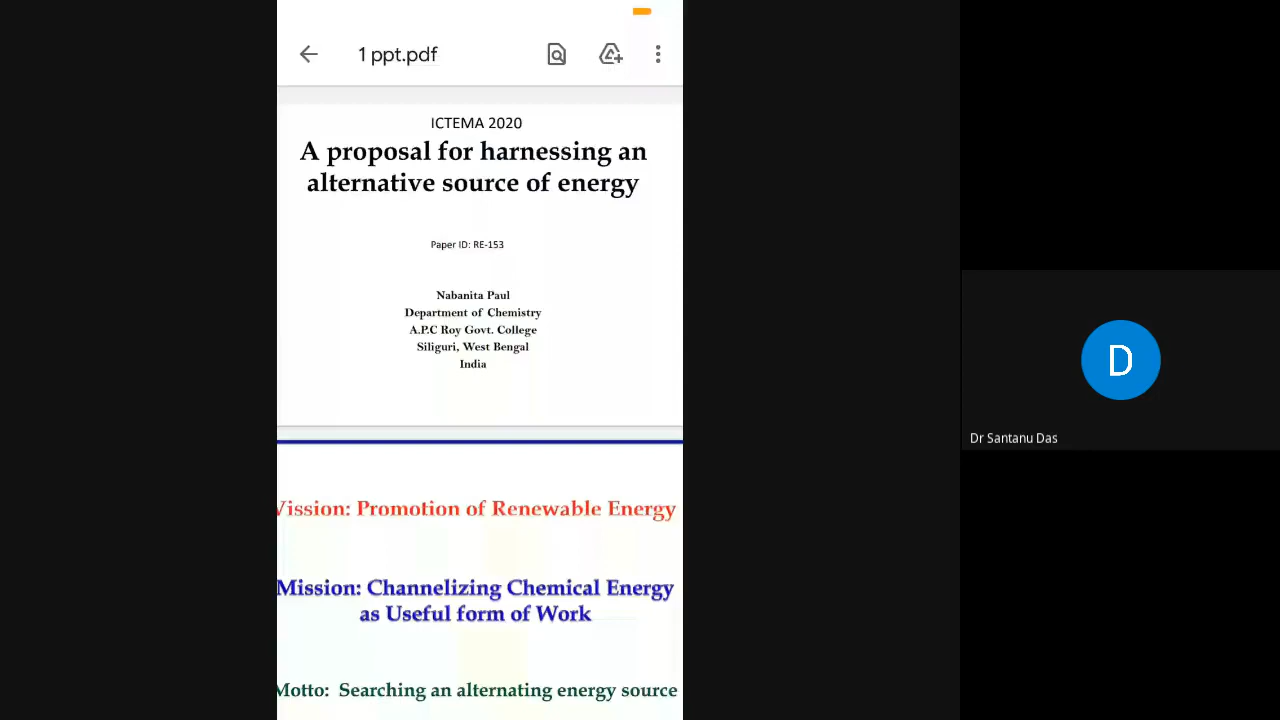 1 ppt.pdf
ICTEMA 2020
A proposal for harnessing an
alternative source of energy
Paper ID: RE-153
Nabanita Paul
Department of Chemistry
A.P.C Roy Govt. College
Siliguri, West Bengal
India
Vission: Promotion of Renewable Energy
Mission: Channelizing Chemical Energy
as Useful form of Work
Motto: Searching an alternating energy source
D
Dr Santanu Das